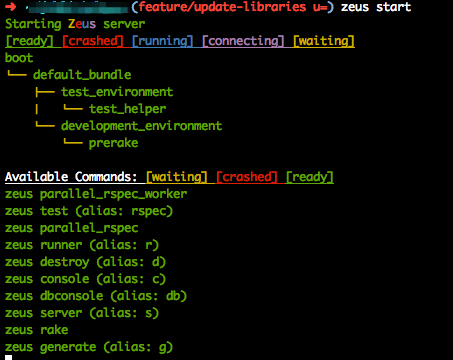 ➜ (feature/update-libraries u=) zeus start
Starting Zeus server
[ready] [crashed] [running] [connecting] [waiting]
boot
└── default_bundle
    ├── test_environment
    |   └── test_helper
    └── development_environment
        └── prerake
Available Commands: [waiting] [crashed] [ready]
zeus parallel_rspec_worker
zeus test (alias: rspec)
zeus parallel_rspec
zeus runner (alias: r)
zeus destroy (alias: d)
zeus console (alias: c)
zeus dbconsole (alias: db)
zeus server (alias: s)
zeus rake
zeus generate (alias: g)